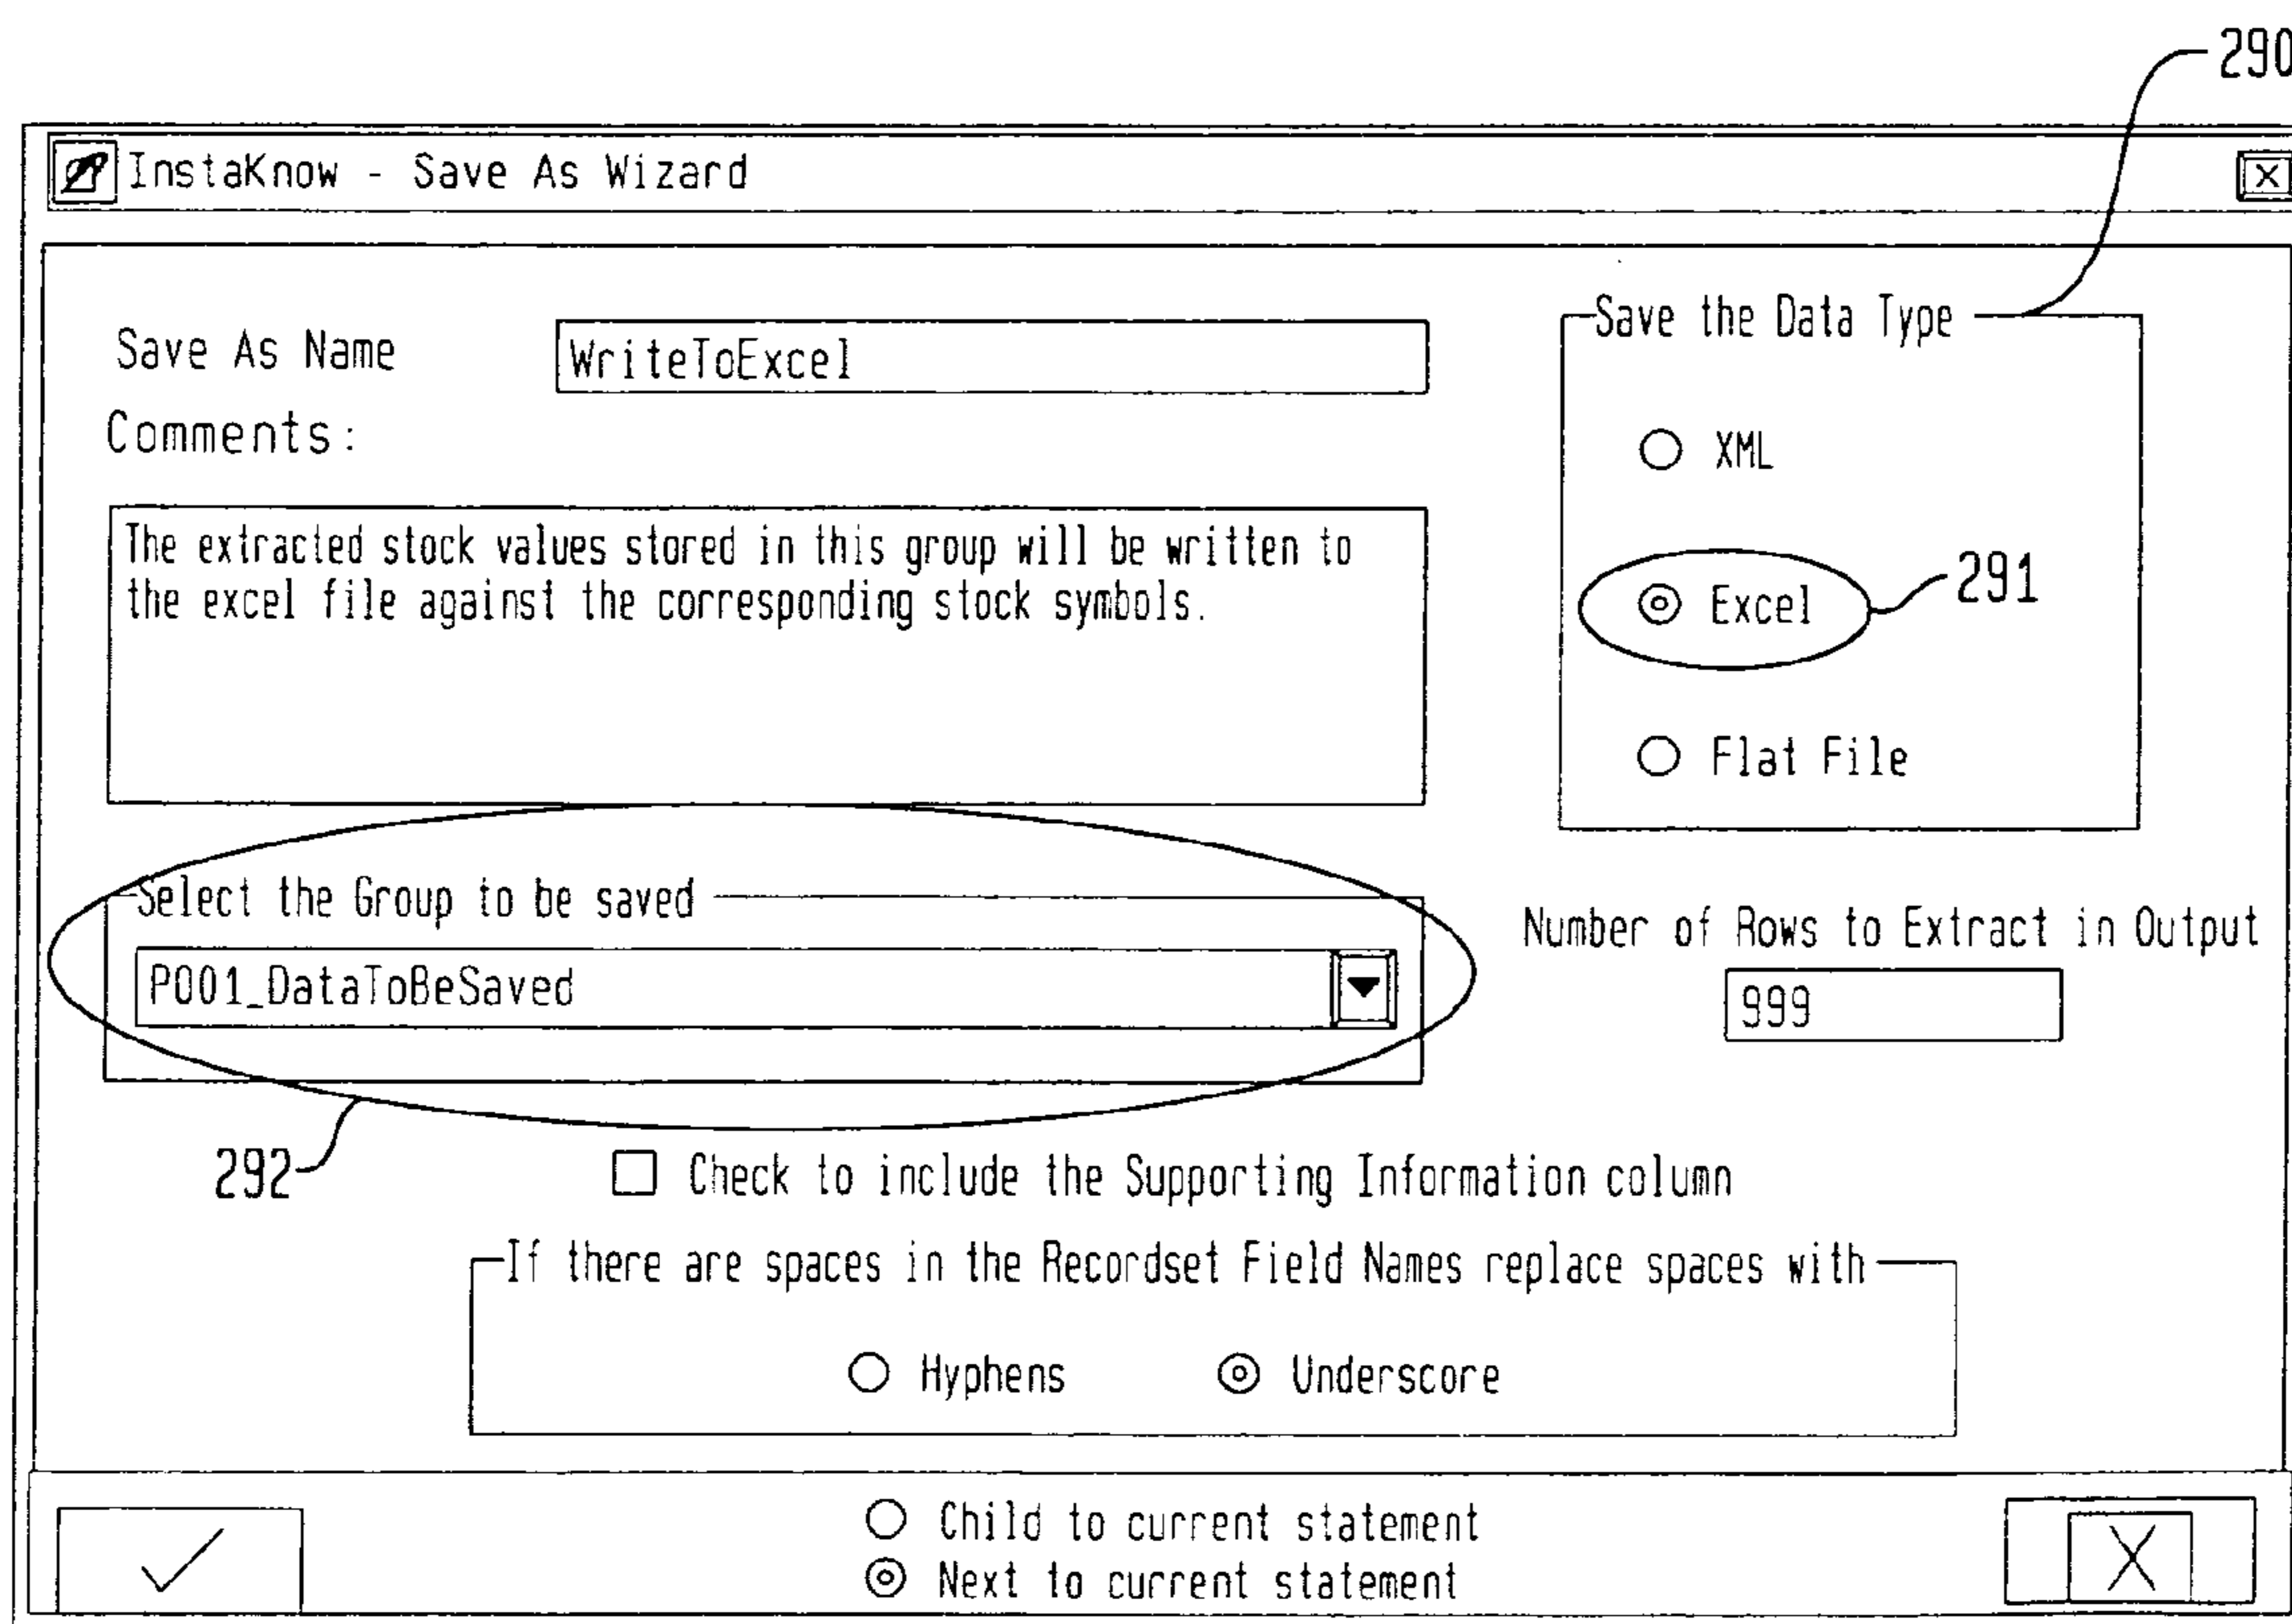 290
InstaKnow - Save As Wizard
X
Save As Name
WriteToExcel
Comments:
The extracted stock values stored in this group will be written to
the excel file against the corresponding stock symbols.
Save the Data Type
XML
Excel
291
Flat File
Select the Group to be saved
P001_DataToBeSaved
292
Number of Rows to Extract in Output
999
Check to include the Supporting Information column
If there are spaces in the Recordset Field Names replace spaces with
Hyphens Underscore
Child to current statement
Next to current statement
X